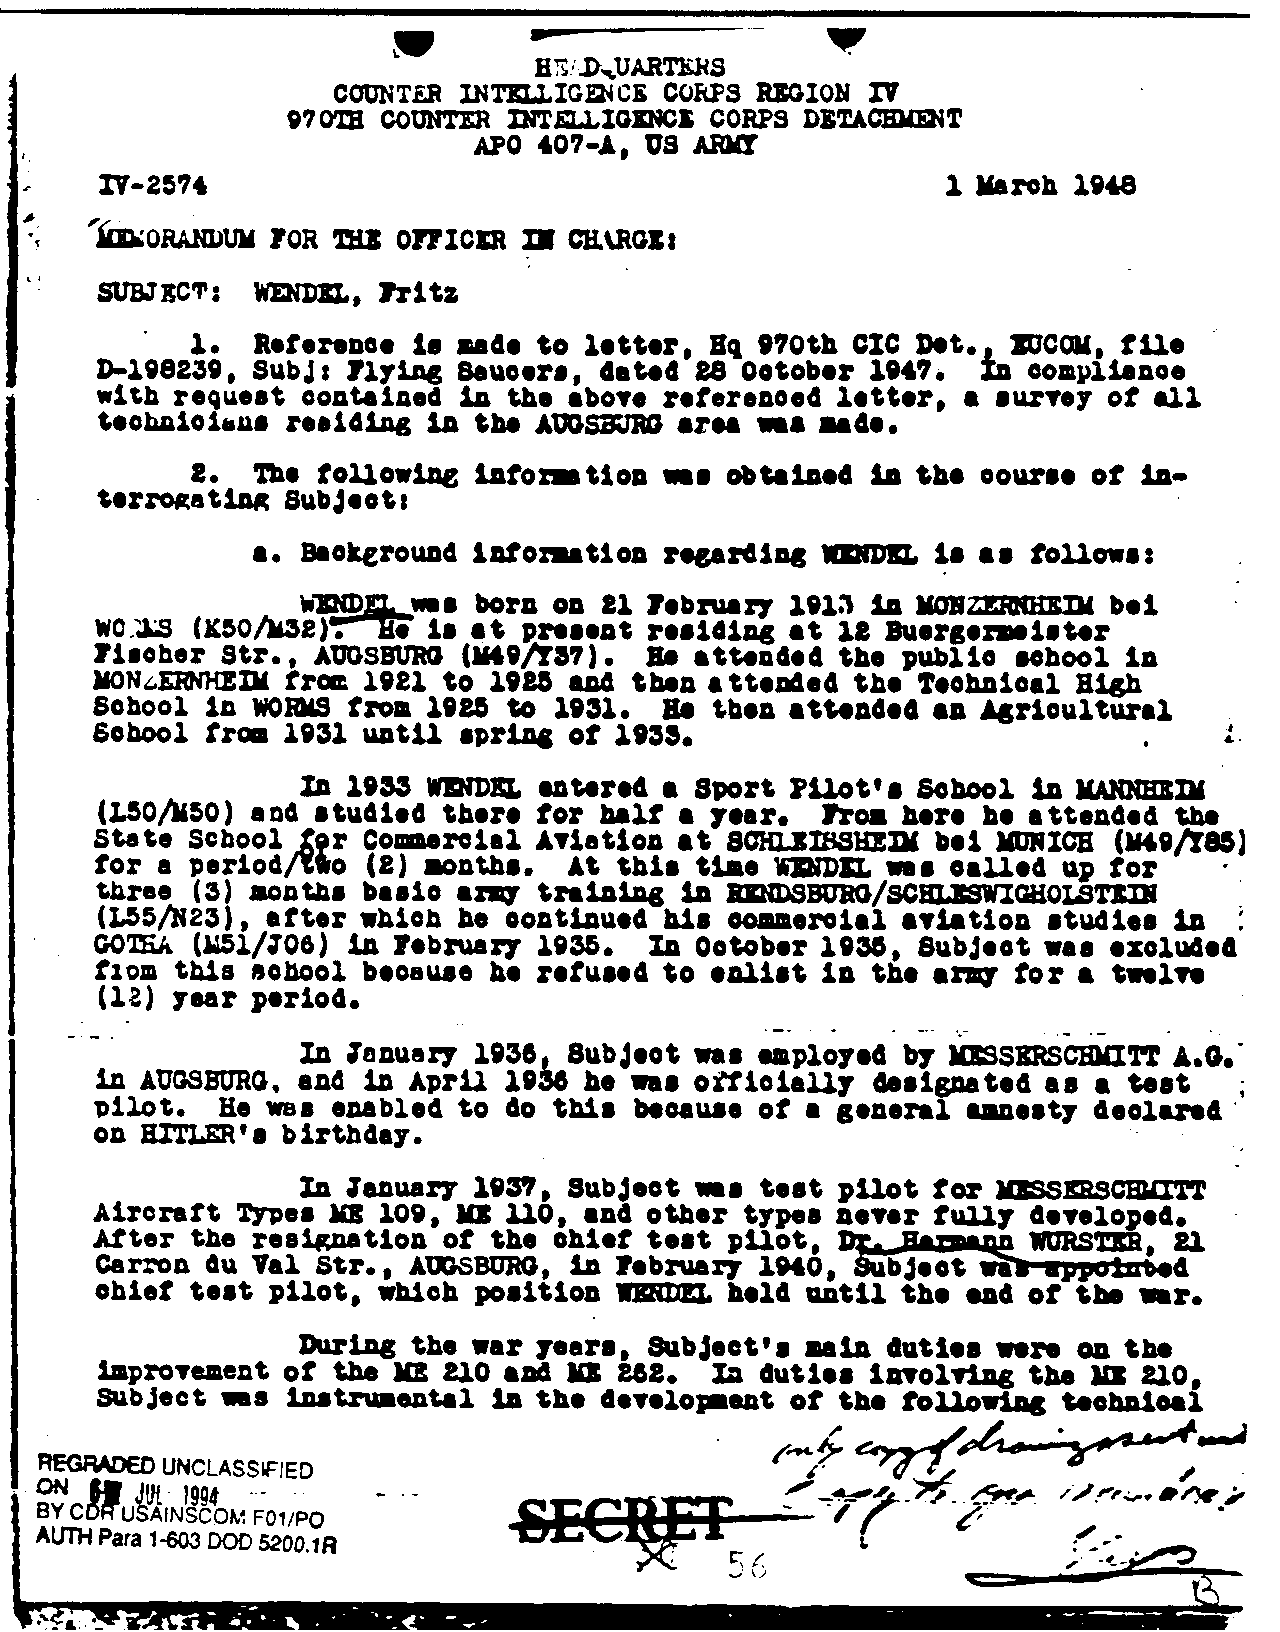 HEADQUARTERS
COUNTER INTELLIGENCE CORPS REGION IV
970TH COUNTER INTELLIGENCE CORPS DETACHMENT
APO 407-A, US ARMY
IV-2574 1 March 1948
MEMORANDUM FOR THE OFFICER IN CHARGE:
SUBJECT: WENDEL, Fritz
1. Reference is made to letter, Hq 970th CIC Det., EUCOM, file
D-198239, Subj: Flying Saucers, dated 28 October 1947. In compliance
with request contained in the above referenced letter, a survey of all
technicians residing in the AUGSBURG area was made.
2. The following information was obtained in the course of in-
terrogating Subject:
a. Background information regarding WENDEL is as follows:
WENDEL was born on 21 February 1913 in MONZERNHEIM bei
WORMS (K50/M32). He is at present residing at 12 Buergermeister
Fischer Str., AUGSBURG (M49/Y37). He attended the public school in
MONZERNHEIM from 1921 to 1925 and then attended the Technical High
School in WORMS from 1925 to 1931. He then attended an Agricultural
School from 1931 until spring of 1933.
In 1933 WENDEL entered a Sport Pilot's School in MANNHEIM
(L50/M50) and studied there for half a year. From here he attended the
State School for Commercial Aviation at SCHLEISSHEIM bei MUNICH (M49/Y85)
of
for a period/two (2) months. At this time WENDEL was called up for
three (3) months basic army training in RENDSBURG/SCHLESWIGHOLSTEIN
(L55/N23), after which he continued his commercial aviation studies in
GOTHA (M51/J06) in February 1935. In October 1935, Subject was excluded
from this school because he refused to enlist in the army for a twelve
(12) year period.
In January 1936, Subject was employed by MESSERSCHMITT A.G.
in AUGSBURG, and in April 1936 he was officially designated as a test
pilot. He was enabled to do this because of a general amnesty declared
on HITLER's birthday.
In January 1937, Subject was test pilot for MESSERSCHMITT
Aircraft Types ME 109, ME 110, and other types never fully developed.
After the resignation of the chief test pilot, Dr. Harmann WURSTER, 21
Carron du Val Str., AUGSBURG, in February 1940, Subject was appointed
chief test pilot, which position WENDEL held until the end of the war.
During the war years, Subject's main duties were on the
improvement of the ME 210 and ME 262. In duties involving the ME 210,
Subject was instrumental in the development of the following technical
only copy of drawing sent
REGRADED UNCLASSIFIED
ON JUL 1994
BY CDR USAINSCOM F01/PO
AUTH Para 1-603 DOD 5200.1R
SECRET
56
B